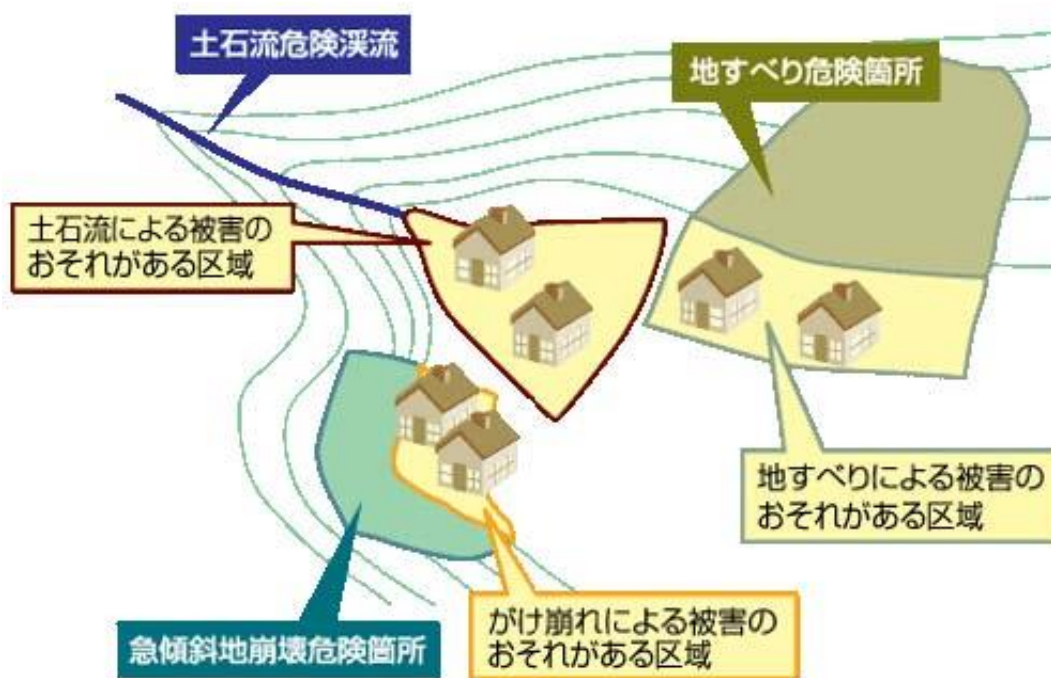 土石流危険渓流
地すべり危険箇所
土石流による被害の
おそれがある区域
地すべりによる被害の
おそれがある区域
急傾斜地崩壊危険箇所
がけ崩れによる被害の
おそれがある区域